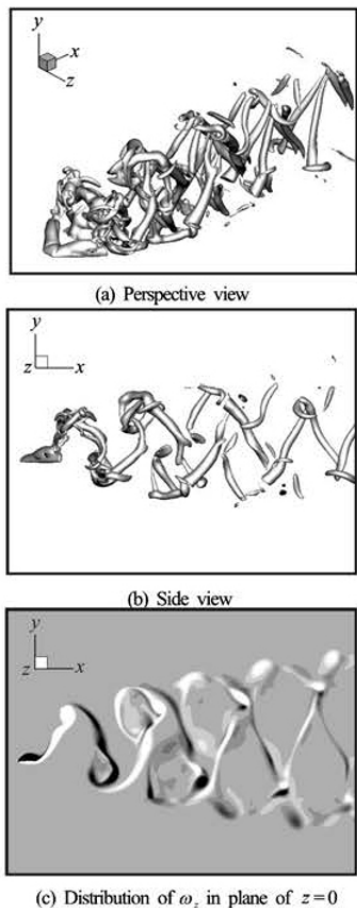 y
x
z
(a) Perspective view
y
z
x
(b) Side view
y
z
x
(c) Distribution of ω_z in plane of z=0